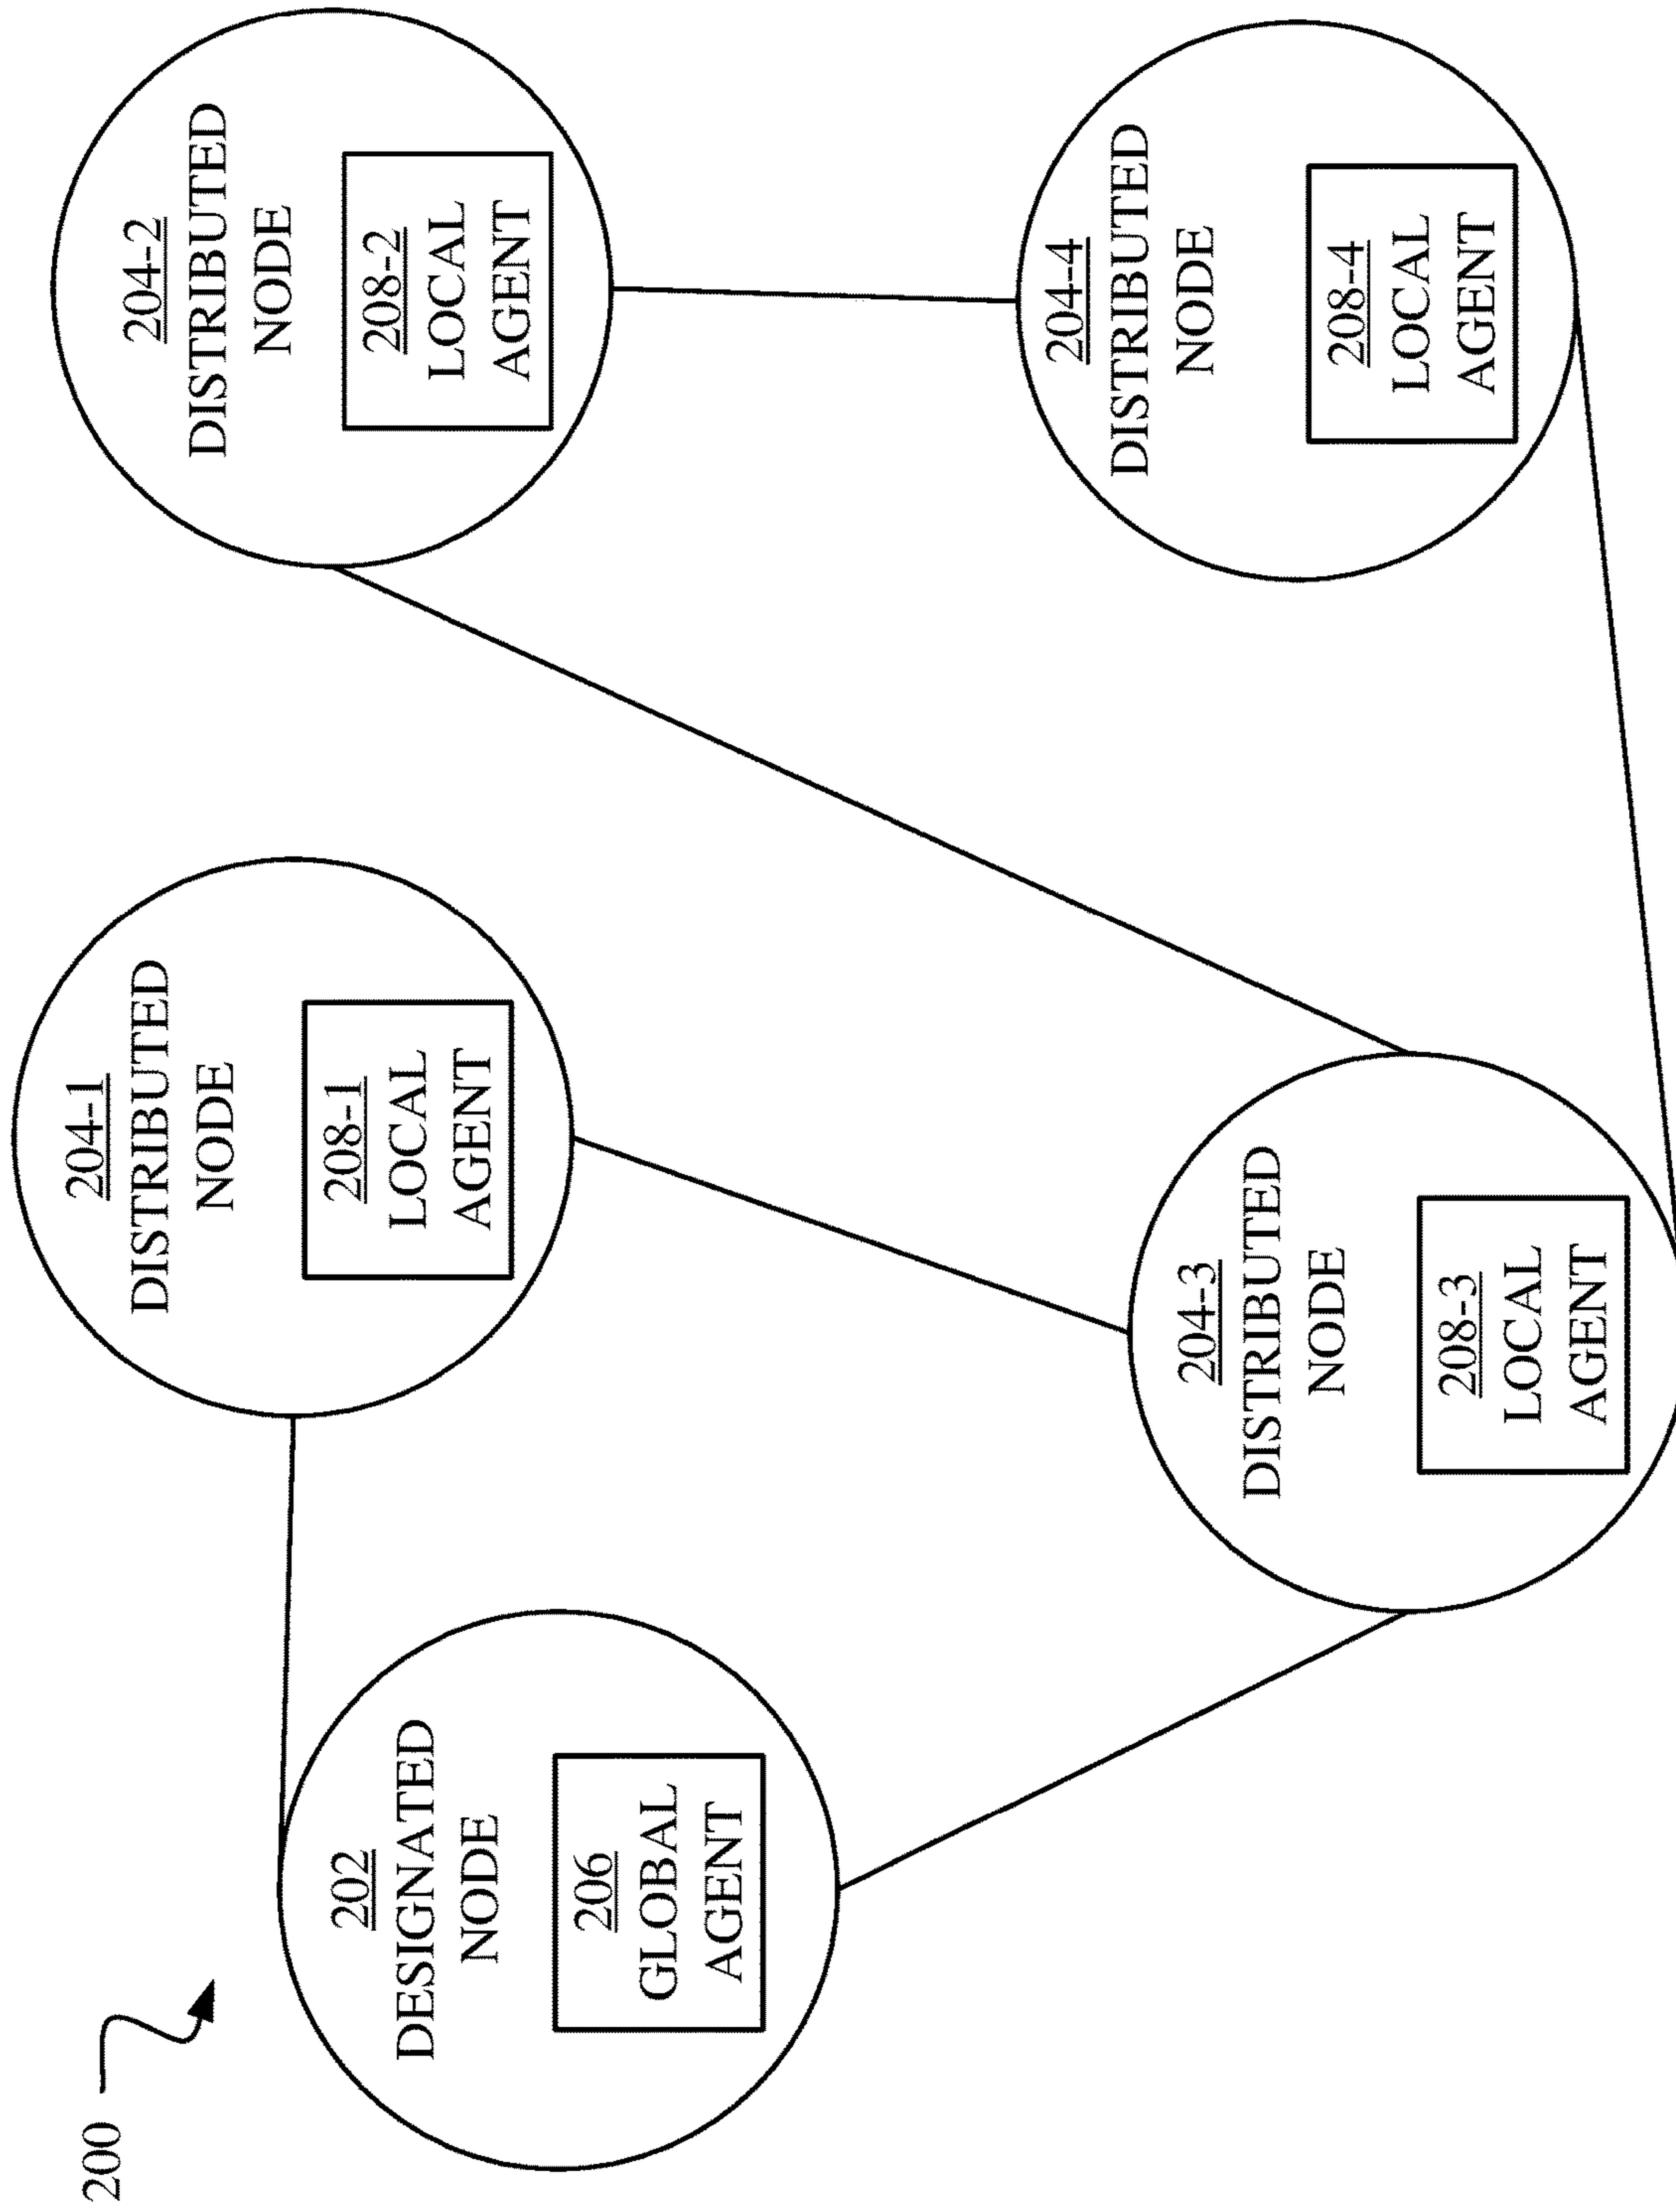 200
202
DESIGNATED
NODE
206
GLOBAL
AGENT
204-1
DISTRIBUTED
NODE
208-1
LOCAL
AGENT
204-2
DISTRIBUTED
NODE
208-2
LOCAL
AGENT
204-3
DISTRIBUTED
NODE
208-3
LOCAL
AGENT
204-4
DISTRIBUTED
NODE
208-4
LOCAL
AGENT